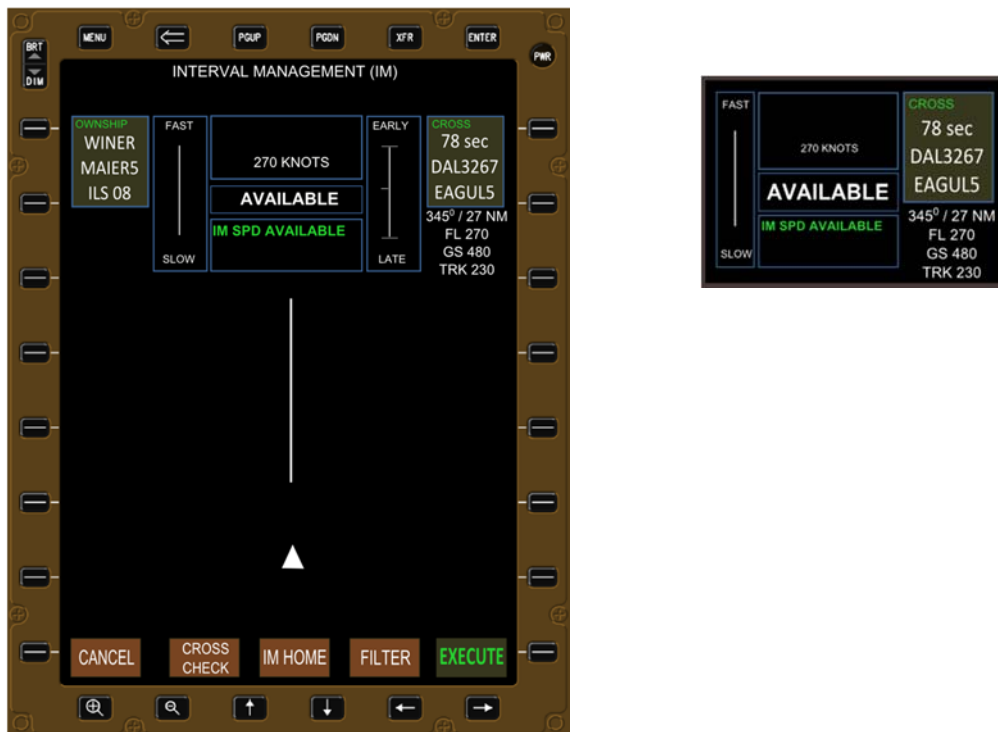 MENU
PGUP
PGDN
XFR
ENTER
BRT
DIM
PWR
INTERVAL MANAGEMENT (IM)
OWNSHIP
WINER
MAIER5
ILS 08
FAST
SLOW
270 KNOTS
AVAILABLE
IM SPD AVAILABLE
EARLY
LATE
CROSS
78 sec
DAL3267
EAGUL5
345⁰ / 27 NM
FL 270
GS 480
TRK 230
CANCEL
CROSS
CHECK
IM HOME
FILTER
EXECUTE
FAST
SLOW
270 KNOTS
AVAILABLE
IM SPD AVAILABLE
CROSS
78 sec
DAL3267
EAGUL5
345⁰ / 27 NM
FL 270
GS 480
TRK 230